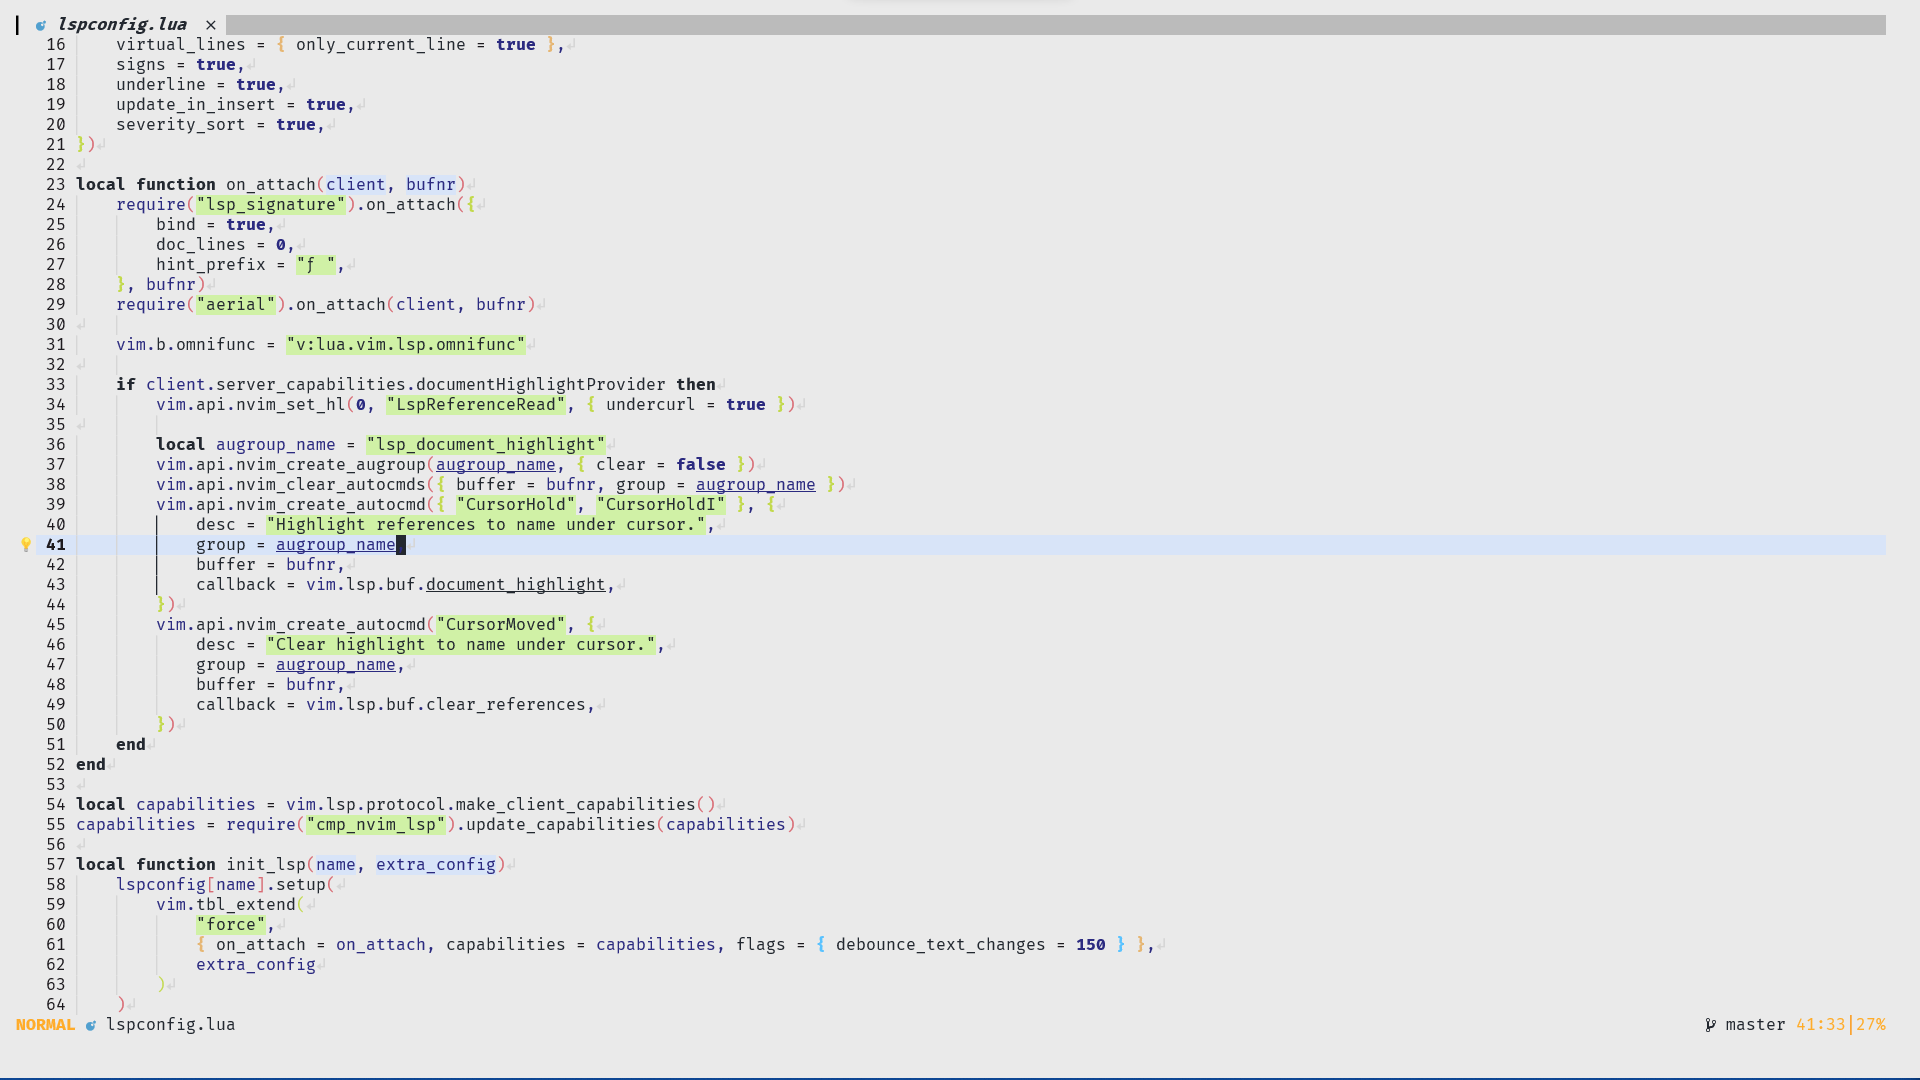 lspconfig.lua ×
16 virtual_lines = { only_current_line = true },
17 signs = true,
18 underline = true,
19 update_in_insert = true,
20 severity_sort = true,
21 })
22
23 local function on_attach(client, bufnr)
24 require("lsp_signature").on_attach({
25 bind = true,
26 doc_lines = 0,
27 hint_prefix = "ƒ ",
28 }, bufnr)
29 require("aerial").on_attach(client, bufnr)
30
31 vim.b.omnifunc = "v:lua.vim.lsp.omnifunc"
32
33 if client.server_capabilities.documentHighlightProvider then
34 vim.api.nvim_set_hl(0, "LspReferenceRead", { undercurl = true })
35
36 local augroup_name = "lsp_document_highlight"
37 vim.api.nvim_create_augroup(augroup_name, { clear = false })
38 vim.api.nvim_clear_autocmds({ buffer = bufnr, group = augroup_name })
39 vim.api.nvim_create_autocmd({ "CursorHold", "CursorHoldI" }, {
40 desc = "Highlight references to name under cursor.",
41 group = augroup_name,
42 buffer = bufnr,
43 callback = vim.lsp.buf.document_highlight,
44 })
45 vim.api.nvim_create_autocmd("CursorMoved", {
46 desc = "Clear highlight to name under cursor.",
47 group = augroup_name,
48 buffer = bufnr,
49 callback = vim.lsp.buf.clear_references,
50 })
51 end
52 end
53
54 local capabilities = vim.lsp.protocol.make_client_capabilities()
55 capabilities = require("cmp_nvim_lsp").update_capabilities(capabilities)
56
57 local function init_lsp(name, extra_config)
58 lspconfig[name].setup(
59 vim.tbl_extend(
60 "force",
61 { on_attach = on_attach, capabilities = capabilities, flags = { debounce_text_changes = 150 } },
62 extra_config
63 )
64 )
NORMAL lspconfig.lua master 41:33|27%